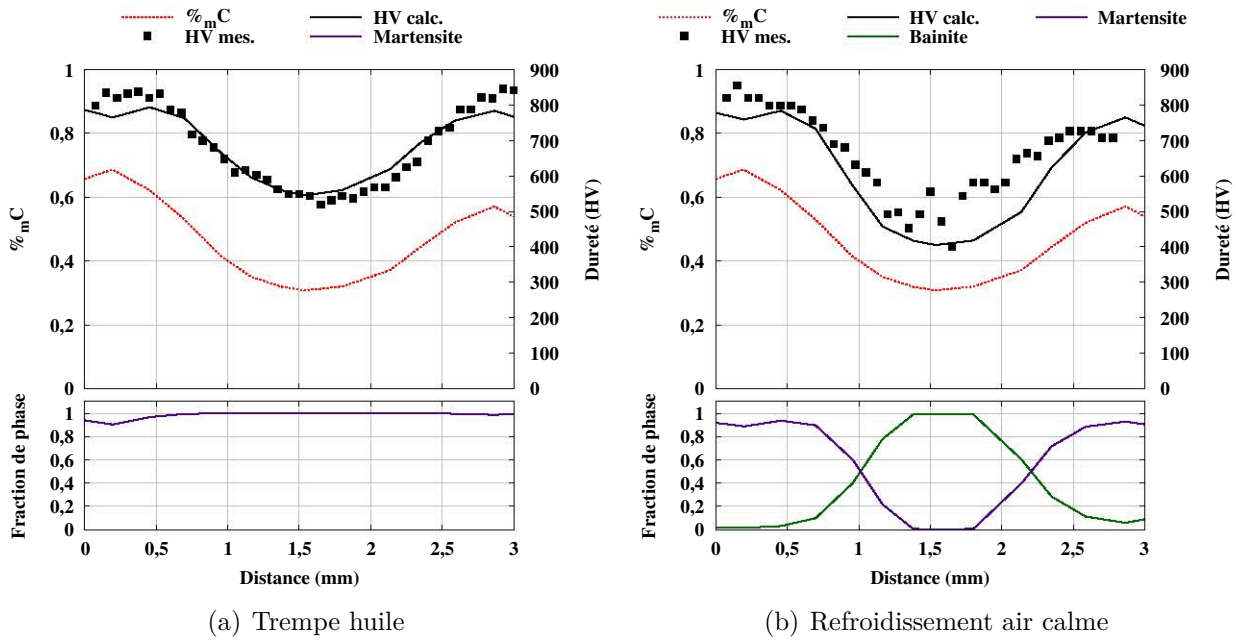 %mC
HV calc.
HV mes.
Martensite
1
0,8
0,6
0,4
0,2
0
%mC
900
800
700
600
500
400
300
200
100
0
Dureté (HV)
1
0,8
0,6
0,4
0,2
0
Fraction de phase
0 0,5 1 1,5 2 2,5 3
Distance (mm)
(a) Trempe huile
%mC
HV calc.
Martensite
HV mes.
Bainite
1
0,8
0,6
0,4
0,2
0
%mC
900
800
700
600
500
400
300
200
100
0
Dureté (HV)
1
0,8
0,6
0,4
0,2
0
Fraction de phase
0 0,5 1 1,5 2 2,5 3
Distance (mm)
(b) Refroidissement air calme